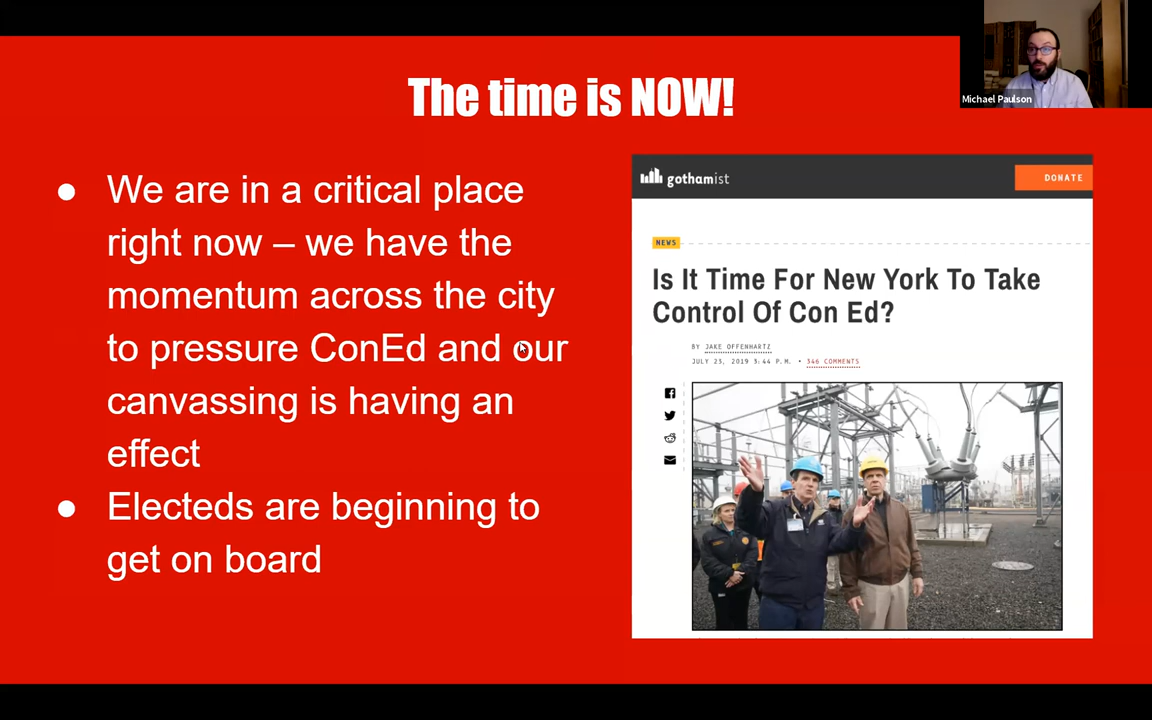 The time is NOW!
Michael Paulson
● We are in a critical place
right now – we have the
momentum across the city
to pressure ConEd and our
canvassing is having an
effect
● Electeds are beginning to
get on board
gothamist
DONATE
NEWS
Is It Time For New York To Take
Control Of Con Ed?
BY JAKE OFFENHARTZ
JULY 23, 2019 3:44 P.M. • 346 COMMENTS